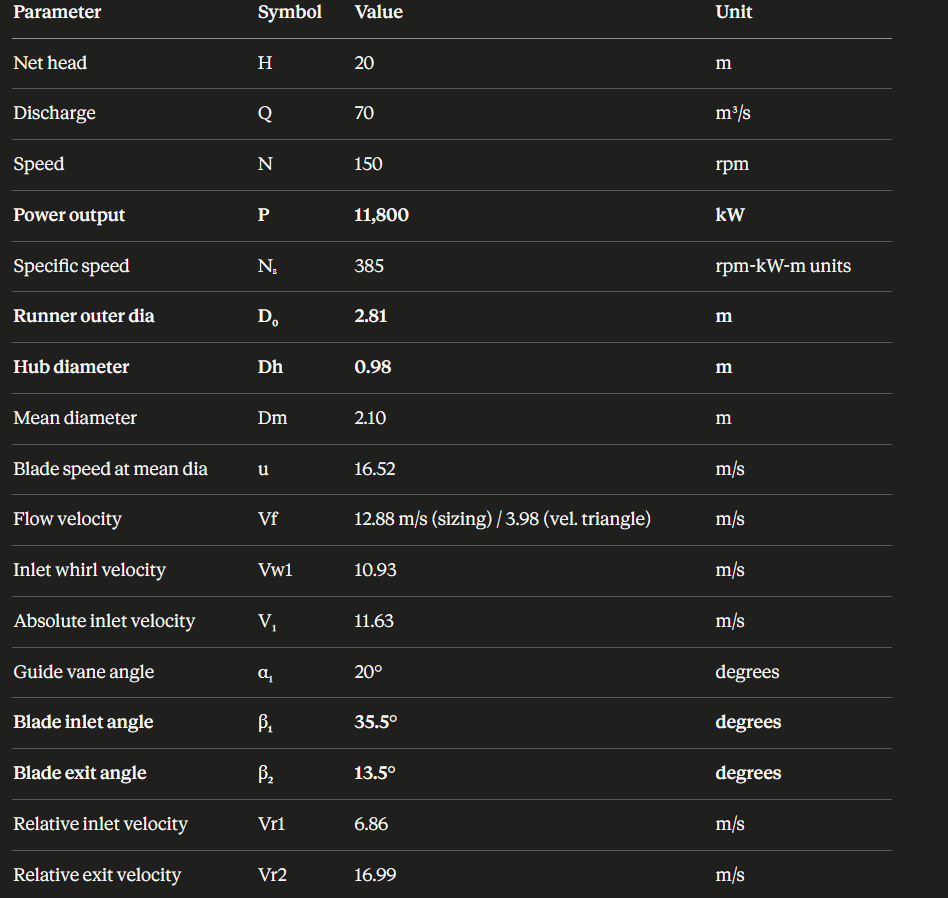 Parameter Symbol Value Unit
Net head H 20 m
Discharge Q 70 m³/s
Speed N 150 rpm
Power output P 11,800 kW
Specific speed Nₛ 385 rpm-kW-m units
Runner outer dia D₀ 2.81 m
Hub diameter Dh 0.98 m
Mean diameter Dm 2.10 m
Blade speed at mean dia u 16.52 m/s
Flow velocity Vf 12.88 m/s (sizing) / 3.98 (vel. triangle) m/s
Inlet whirl velocity Vw1 10.93 m/s
Absolute inlet velocity V₁ 11.63 m/s
Guide vane angle α₁ 20° degrees
Blade inlet angle β₁ 35.5° degrees
Blade exit angle β₂ 13.5° degrees
Relative inlet velocity Vr1 6.86 m/s
Relative exit velocity Vr2 16.99 m/s